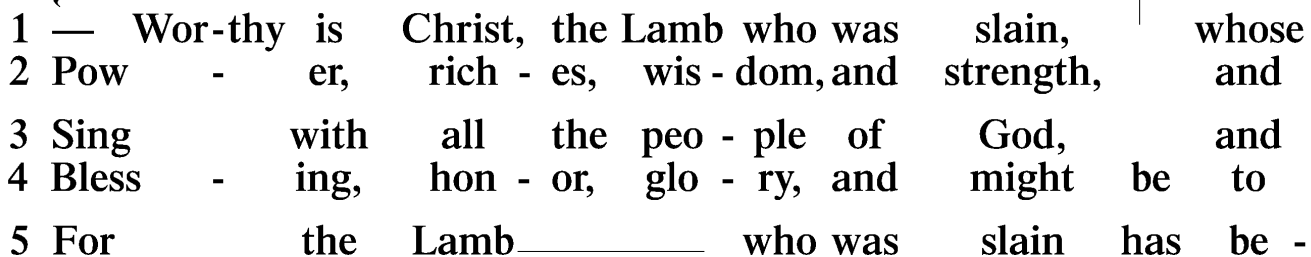 1 — Wor-thy is Christ, the Lamb who was slain, whose
2 Pow - er, rich - es, wis - dom, and strength, and
3 Sing with all the peo - ple of God, and
4 Bless - ing, hon - or, glo - ry, and might be to
5 For the Lamb_____ who was slain has be -